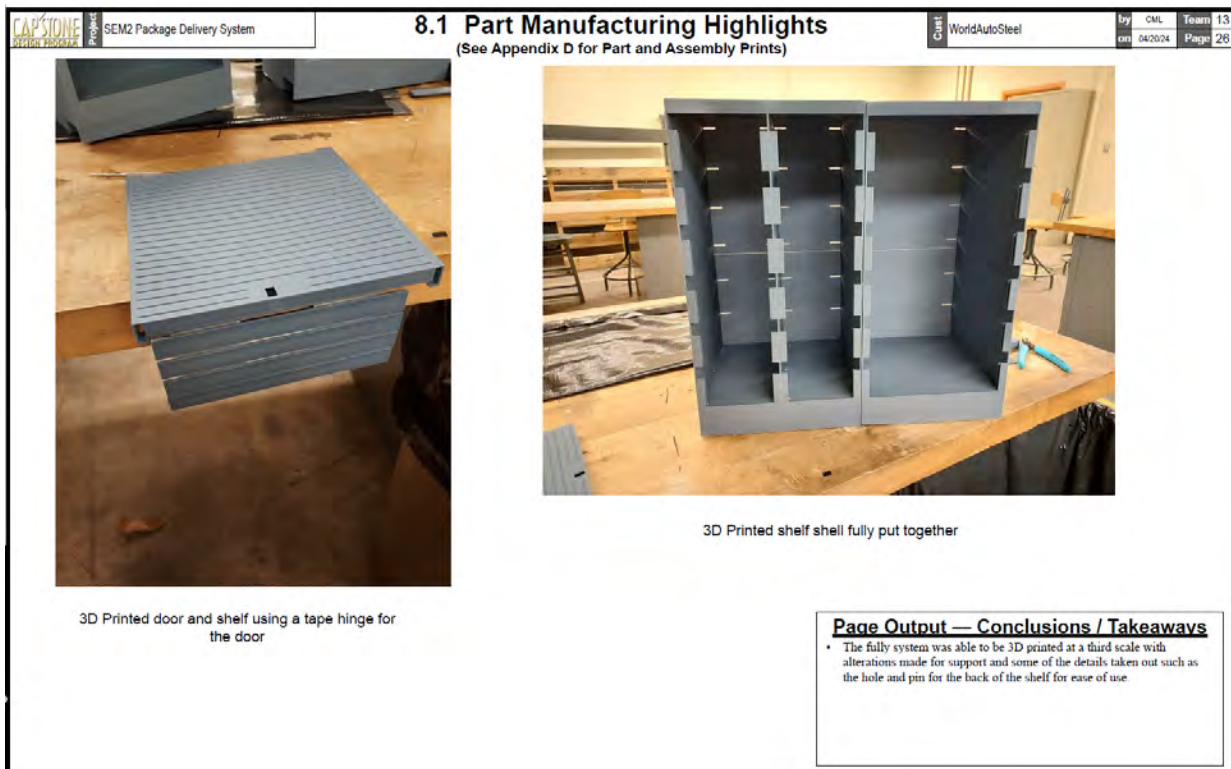 CAPSTONE
DESIGN PROGRAM
Project
SEM2 Package Delivery System
8.1 Part Manufacturing Highlights
(See Appendix D for Part and Assembly Prints)
Cust
WorldAutoSteel
by CML Team 13
on 04/20/24 Page 26
3D Printed shelf shell fully put together
3D Printed door and shelf using a tape hinge for
the door
Page Output — Conclusions / Takeaways
• The fully system was able to be 3D printed at a third scale with
alterations made for support and some of the details taken out such as
the hole and pin for the back of the shelf for ease of use.